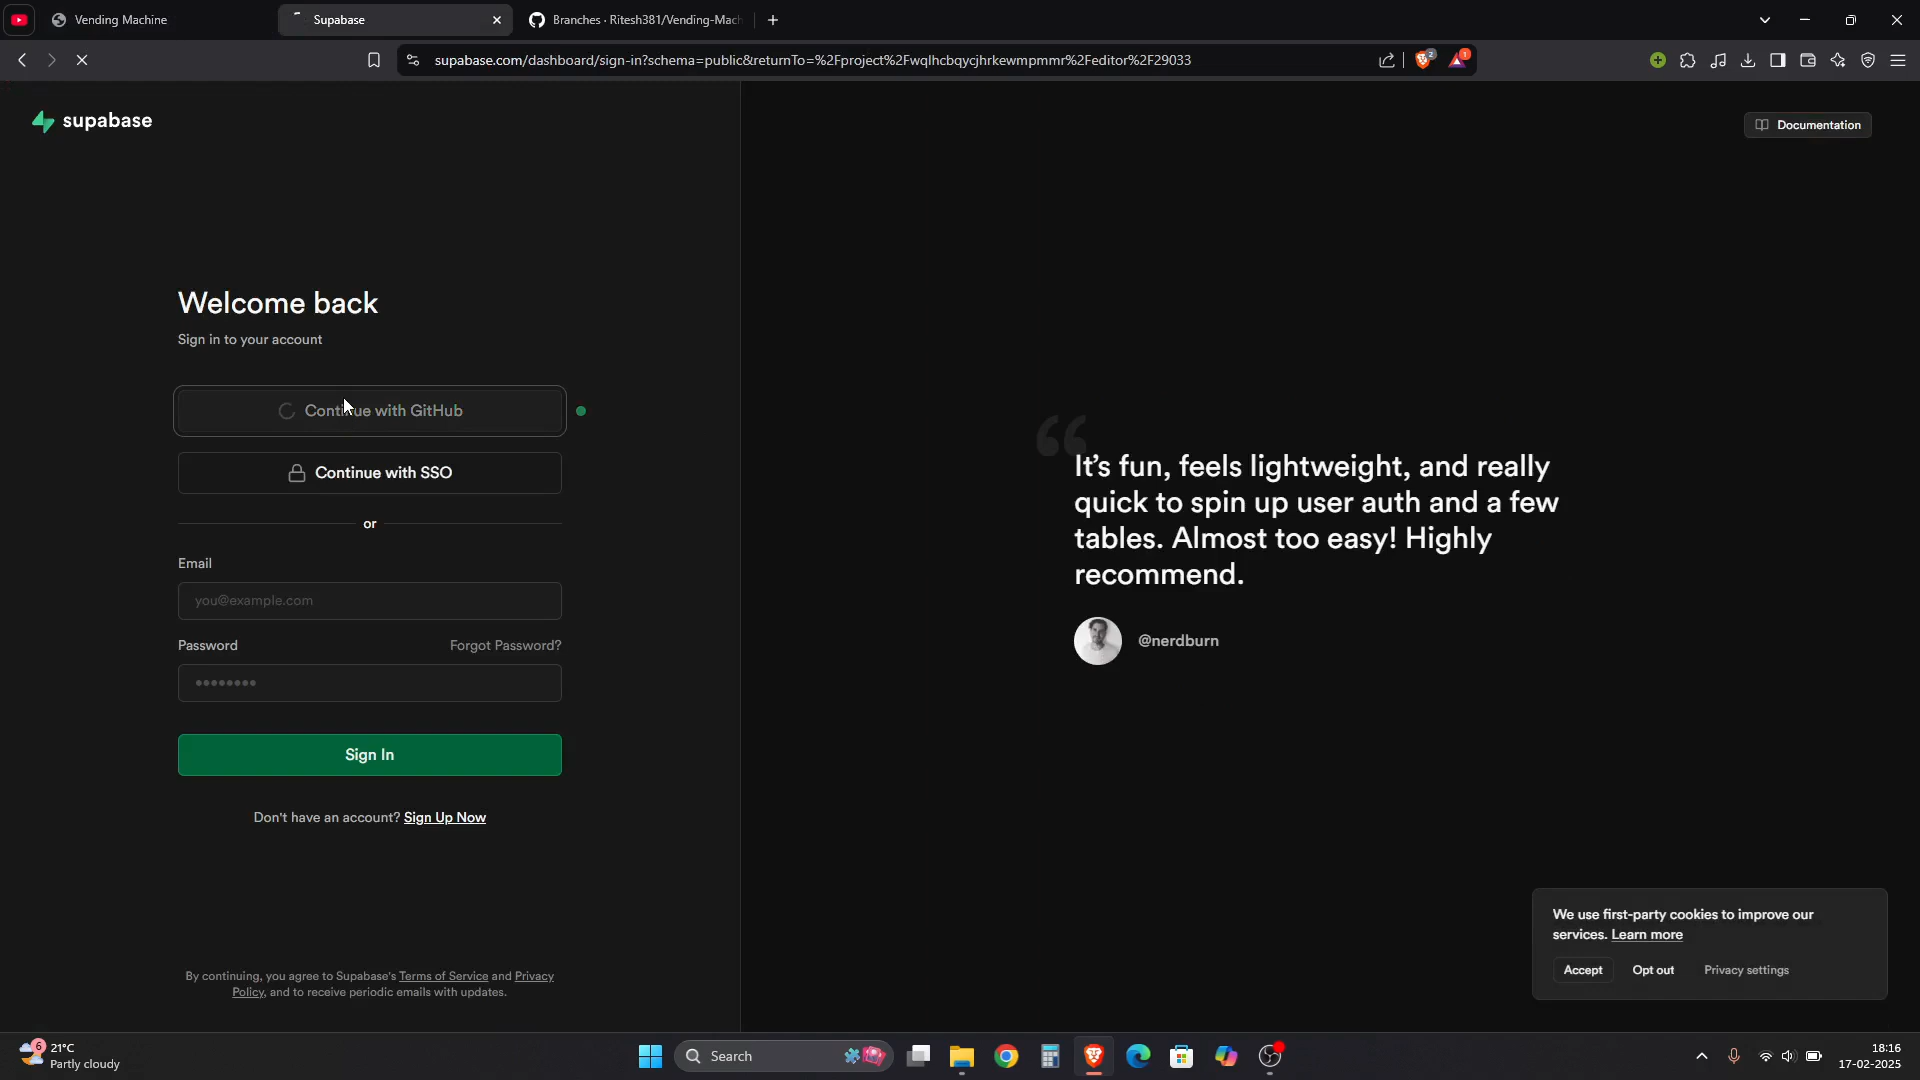 Vending Machine
Supabase
Branches · Ritesh381/Vending-Mach
supabase.com/dashboard/sign-in?schema=public&returnTo=%2Fproject%2Fwqlhcbqycjhrkewmpmmr%2Feditor%2F29033
2
1
supabase
Documentation
Welcome back
Sign in to your account
Continue with GitHub
Continue with SSO
or
Email
you@example.com
Password
Forgot Password?
Sign In
Don't have an account? Sign Up Now
By continuing, you agree to Supabase's Terms of Service and Privacy
Policy, and to receive periodic emails with updates.
“
It’s fun, feels lightweight, and really
quick to spin up user auth and a few
tables. Almost too easy! Highly
recommend.
@nerdburn
We use first-party cookies to improve our
services. Learn more
Accept
Opt out
Privacy settings
6
21°C
Partly cloudy
Search
18:16
17-02-2025